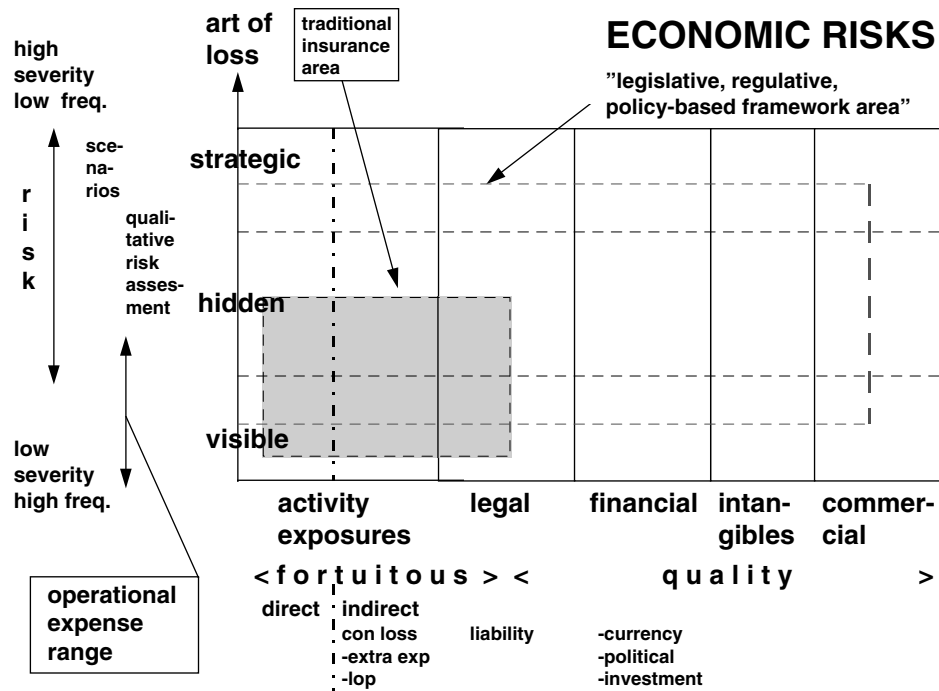 ECONOMIC RISKS
art of
loss
traditional
insurance
area
"legislative, regulative,
policy-based framework area"
high
severity
low freq.
sce-
na-
rios
r
i
s
k
quali-
tative
risk
asses-
ment
low
severity
high freq.
operational
expense
range
strategic
hidden
visible
activity
exposures
legal
financial
intan-
gibles
commer-
cial
< f o r t u i t o u s > < q u a l i t y >
direct indirect
con loss liability -currency
-extra exp -political
-lop -investment